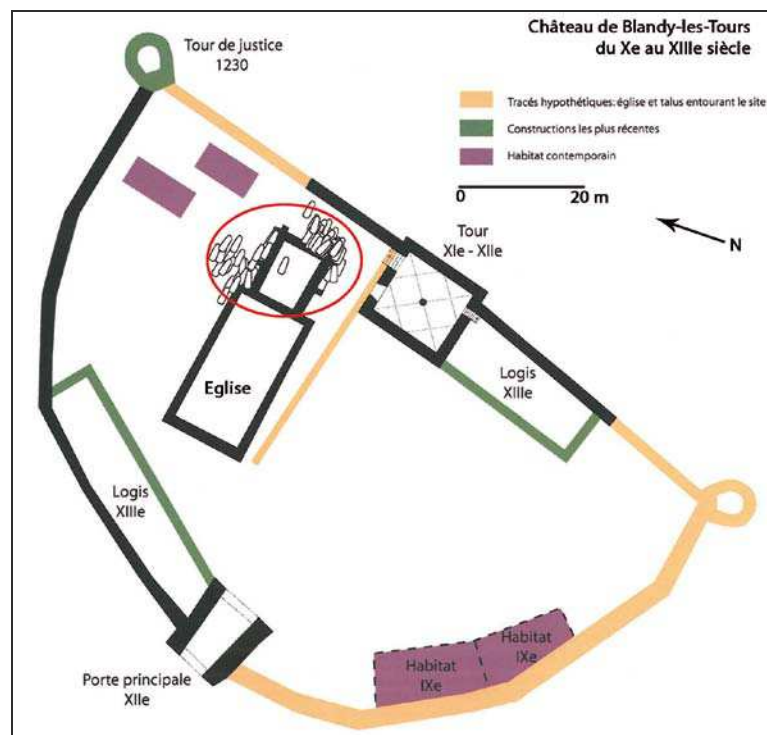 Château de Blandy-les-Tours
du Xe au XIIIe siècle
Tour de justice
1230
Tracés hypothétiques: église et talus entourant le site
Constructions les plus récentes
Habitat contemporain
0
20 m
N
Tour
XIe - XIIe
Eglise
Logis
XIIIe
Logis
XIIIe
Habitat
IXe
Habitat
IXe
Porte principale
XIIe